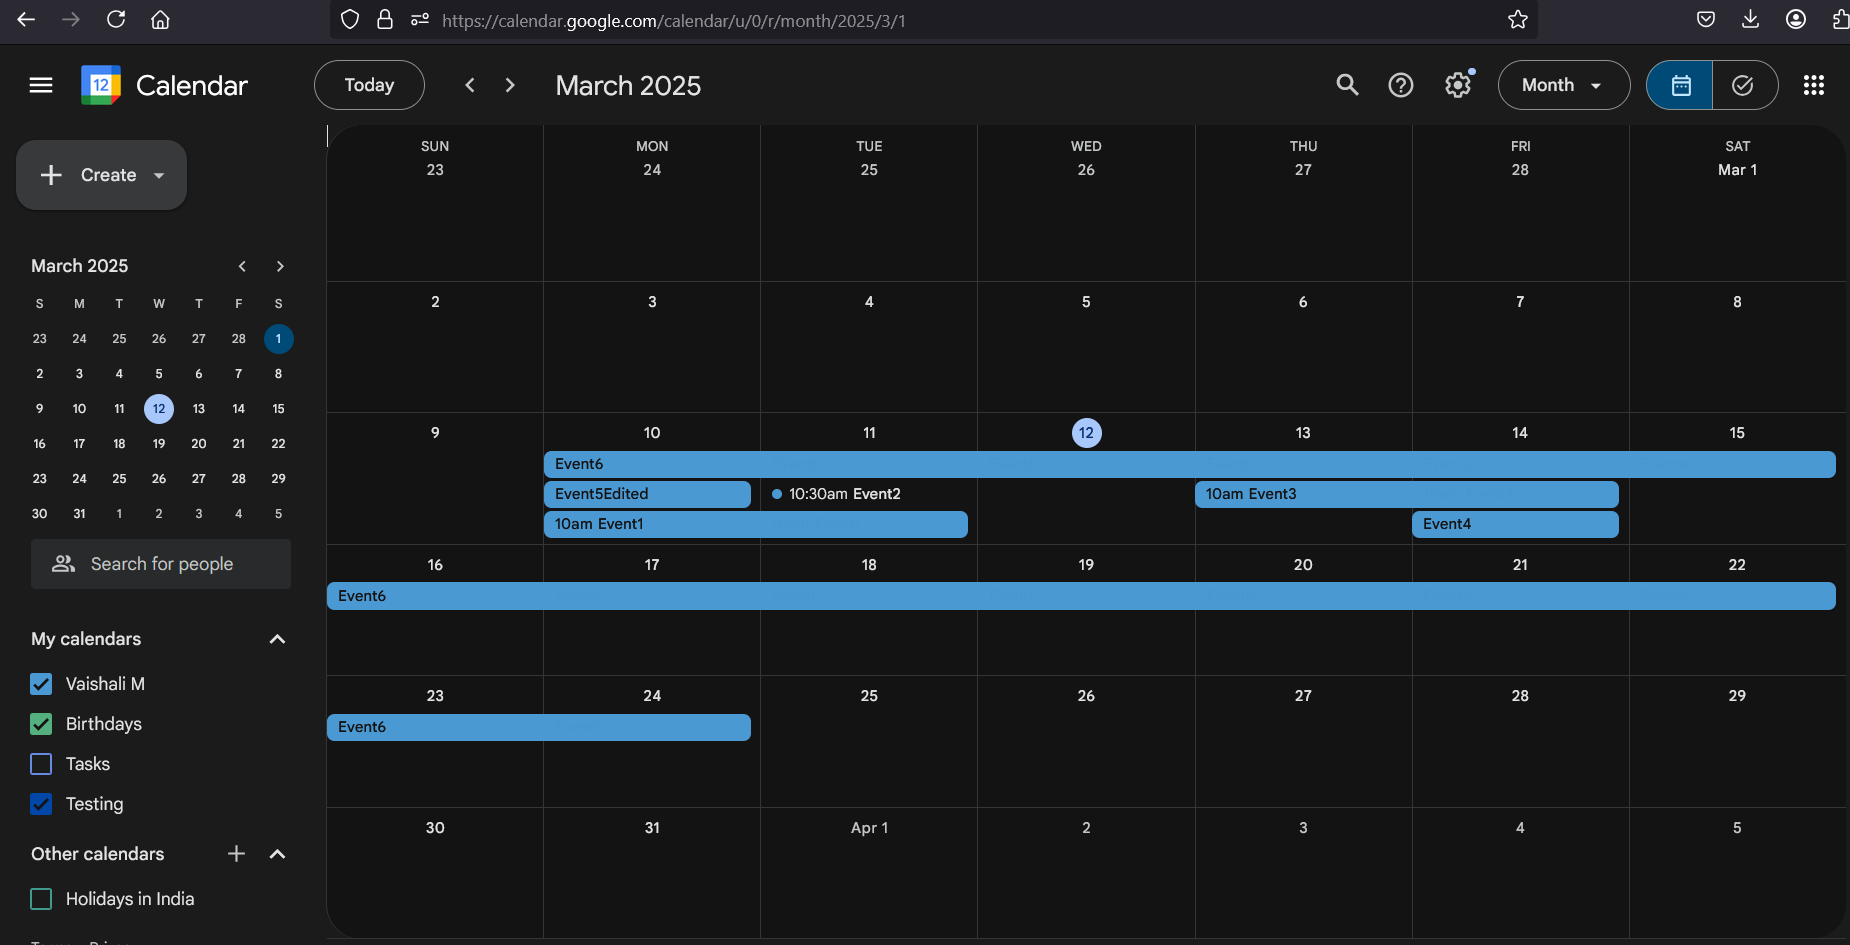 https://calendar.google.com/calendar/u/0/r/month/2025/3/1
12 Calendar
Today
March 2025
Month
Create
March 2025
S M T W T F S
23 24 25 26 27 28 1
2 3 4 5 6 7 8
9 10 11 12 13 14 15
16 17 18 19 20 21 22
23 24 25 26 27 28 29
30 31 1 2 3 4 5
Search for people
My calendars
Vaishali M
Birthdays
Tasks
Testing
Other calendars
Holidays in India
SUN MON TUE WED THU FRI SAT
23 24 25 26 27 28 Mar 1
2 3 4 5 6 7 8
9 10 11 12 13 14 15
Event6
Event5Edited 10:30am Event2 10am Event3
10am Event1 Event4
16 17 18 19 20 21 22
Event6
23 24 25 26 27 28 29
Event6
30 31 Apr 1 2 3 4 5